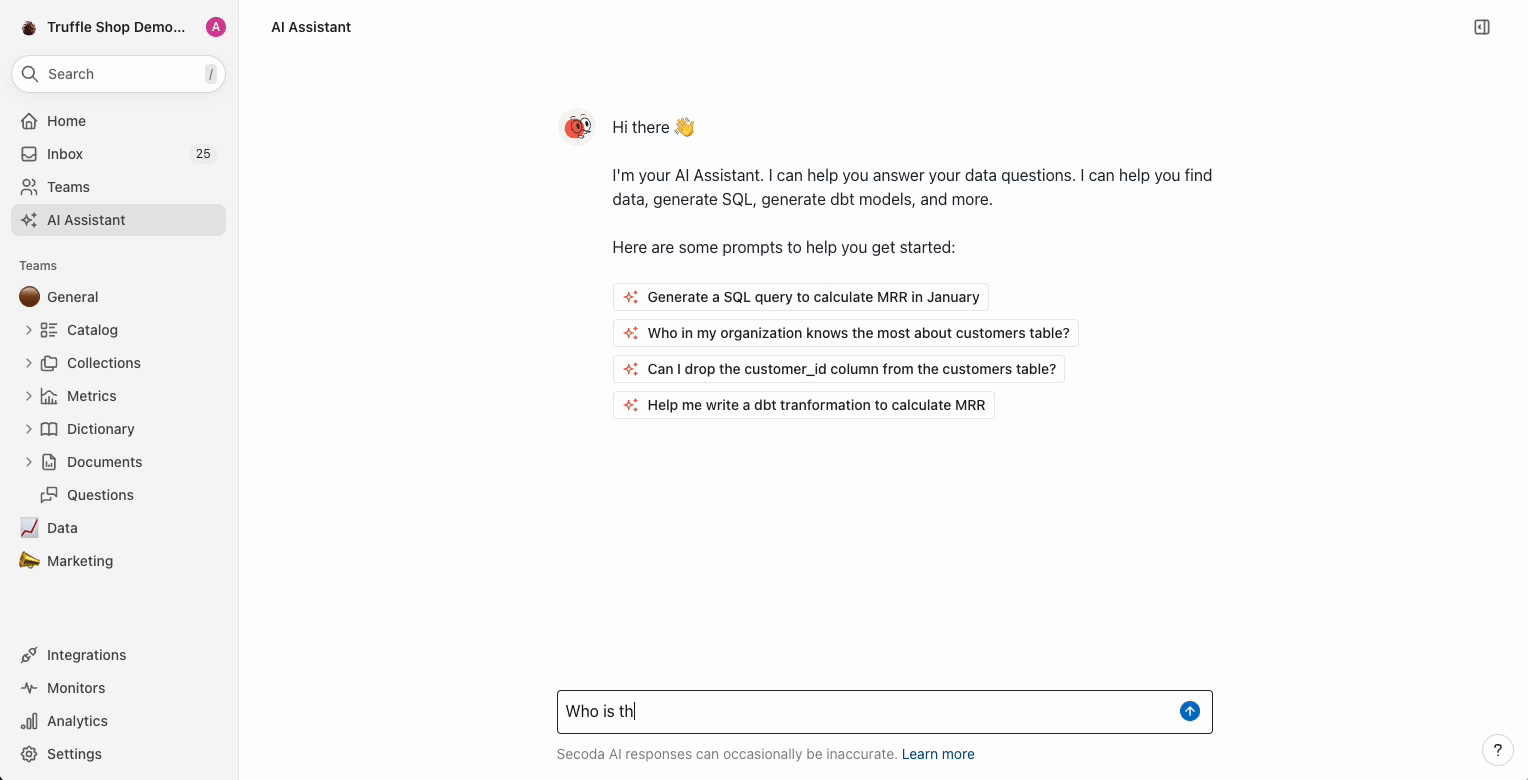 Truffle Shop Demo...
A
Search
/
Home
Inbox
25
Teams
AI Assistant
Teams
General
Catalog
Collections
Metrics
Dictionary
Documents
Questions
Data
Marketing
Integrations
Monitors
Analytics
Settings
AI Assistant
Hi there 👋
I'm your AI Assistant. I can help you answer your data questions. I can help you find
data, generate SQL, generate dbt models, and more.
Here are some prompts to help you get started:
Generate a SQL query to calculate MRR in January
Who in my organization knows the most about customers table?
Can I drop the customer_id column from the customers table?
Help me write a dbt tranformation to calculate MRR
Who is th
Secoda AI responses can occasionally be inaccurate. Learn more
?